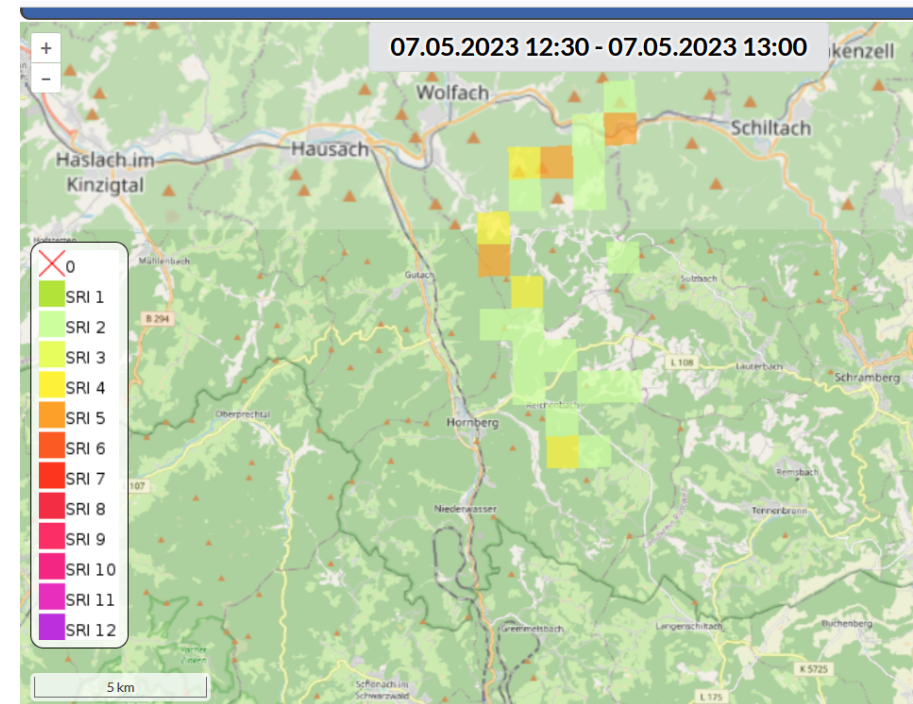 07.05.2023 12:30 - 07.05.2023 13:00
kenzell
+
−
Wolfach
Schiltach
Hausach
Haslach im
Kinzigtal
Mühlenbach
Gutach
Sulzbach
B 294
L 108
Lauterbach
Schramberg
Oberprechtal
Reichenbach
Hornberg
Remsbach
107
Niederwasser
Tennenbronn
Gremmelsbach
Langenschiltach
Buchenberg
K 5725
Schonach im
Schwarzwald
L 175
0
SRI 1
SRI 2
SRI 3
SRI 4
SRI 5
SRI 6
SRI 7
SRI 8
SRI 9
SRI 10
SRI 11
SRI 12
5 km